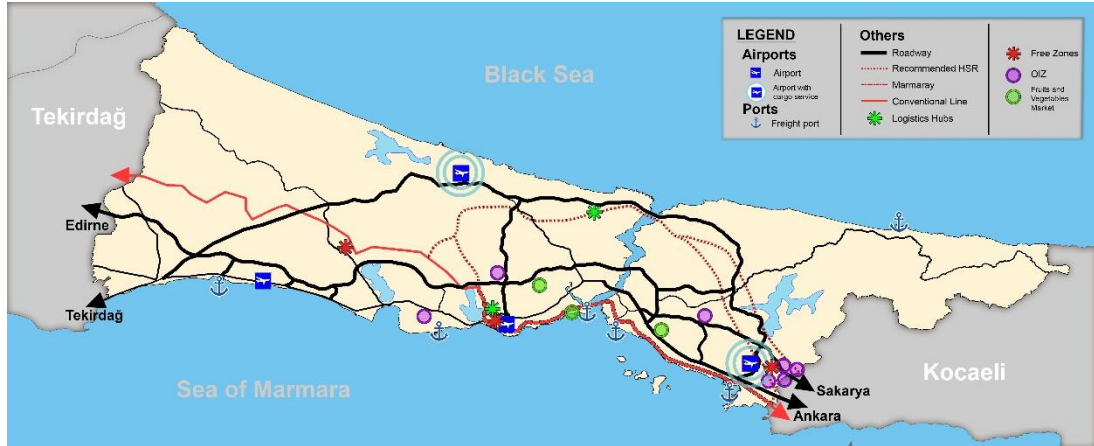 LEGEND
Airports
Airport
Airport with
cargo service
Ports
Freight port
Others
Roadway
Recommended HSR
Marmaray
Conventional Line
Logistics Hubs
Free Zones
OIZ
Fruits and
Vegetables
Market
Black Sea
Tekirdağ
Edirne
Tekirdağ
Sea of Marmara
Kocaeli
Sakarya
Ankara